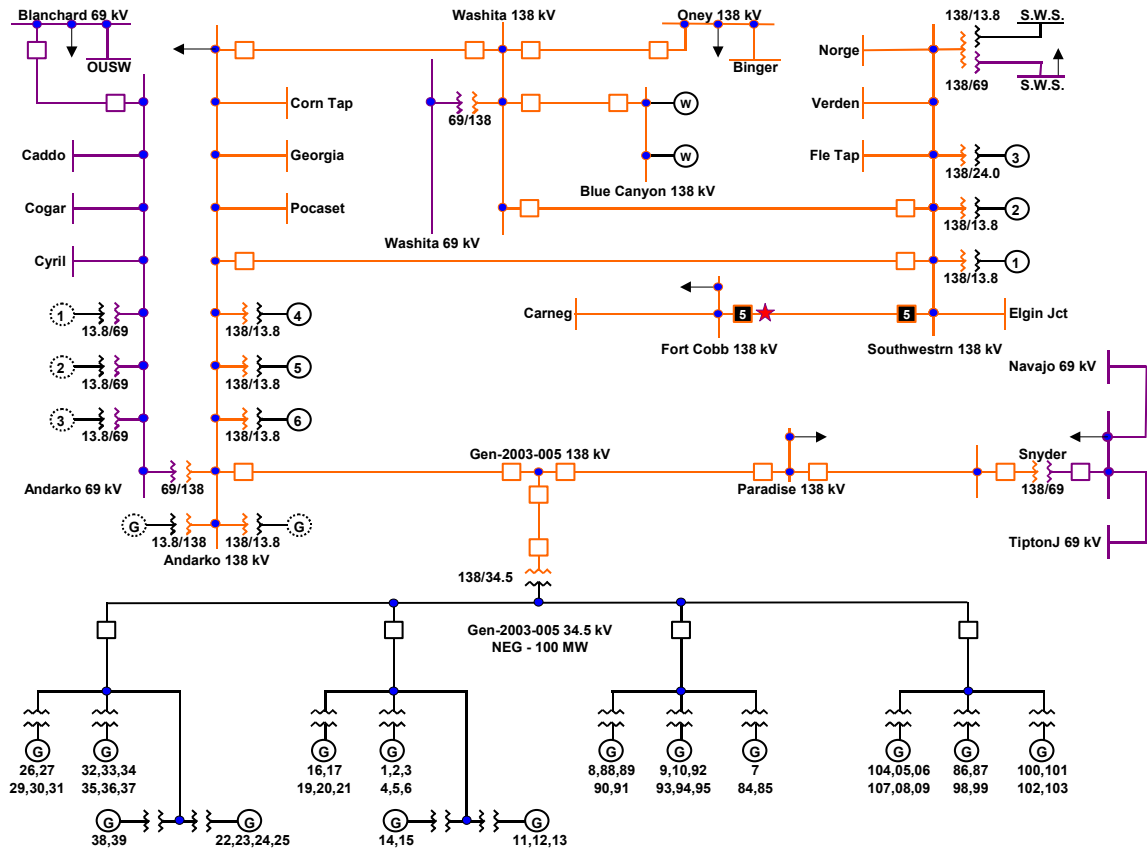 Blanchard 69 kV
Washita 138 kV
Oney 138 kV
138/13.8
S.W.S.
Norge
OUSW
Binger
138/69
S.W.S.
Corn Tap
69/138
W
Verden
Caddo
Georgia
W
Fle Tap
3
138/24.0
Blue Canyon 138 kV
Cogar
Pocaset
2
138/13.8
Washita 69 kV
Cyril
1
138/13.8
1
13.8/69
4
138/13.8
Carneg
5
5
Elgin Jct
Fort Cobb 138 kV
Southwestrn 138 kV
2
13.8/69
5
138/13.8
Navajo 69 kV
3
13.8/69
6
138/13.8
Gen-2003-005 138 kV
Snyder
Andarko 69 kV
69/138
Paradise 138 kV
138/69
G
13.8/138
138/13.8
G
TiptonJ 69 kV
Andarko 138 kV
138/34.5
Gen-2003-005 34.5 kV
NEG - 100 MW
G
G
G
G
G
G
G
G
G
G
26,27
29,30,31
32,33,34
35,36,37
16,17
19,20,21
1,2,3
4,5,6
8,88,89
90,91
9,10,92
93,94,95
7
84,85
104,05,06
107,08,09
86,87
98,99
100,101
102,103
G
G
G
G
38,39
22,23,24,25
14,15
11,12,13